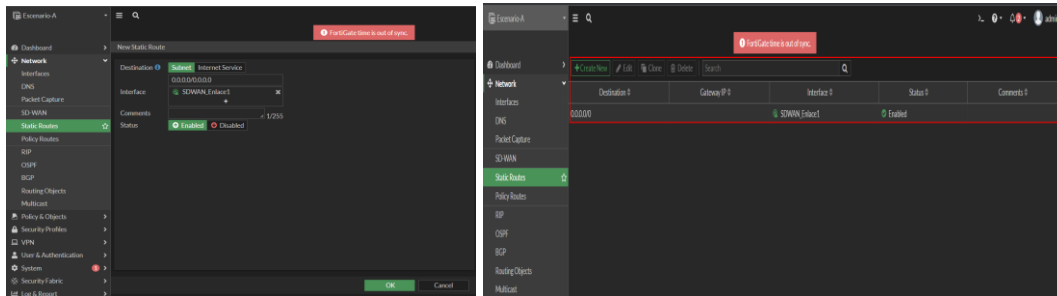 Escenario-A
FortiGate time is out of sync.
Dashboard
Network
Interfaces
DNS
Packet Capture
SD-WAN
Static Routes
Policy Routes
RIP
OSPF
BGP
Routing Objects
Multicast
Policy & Objects
Security Profiles
VPN
User & Authentication
System
1
Security Fabric
Log & Report
New Static Route
Destination Subnet Internet Service
0.0.0.0/0.0.0.0
Interface SDWAN_Enlace1
+
Comments 1/255
Status Enabled Disabled
OK Cancel
Escenario-A
FortiGate time is out of sync.
Dashboard
Network
Interfaces
DNS
Packet Capture
SD-WAN
Static Routes
Policy Routes
RIP
OSPF
BGP
Routing Objects
Multicast
+Create New Edit Clone Delete Search
Destination Gateway IP Interface Status Comments
0.0.0.0/0 SDWAN_Enlace1 Enabled